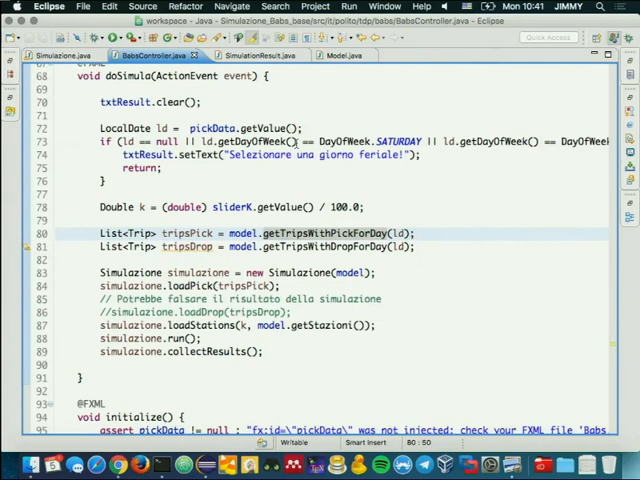 Eclipse File Edit Source Refactor Navigate Search Project Run Window Help Mon 10:41 JIMMY
workspace - Java - Simulazione_Babs_base/src/it/polito/tdp/babs/BabsController.java - Eclipse
Quick Access
Simulazione.java BabsController.java SimulationResult.java Model.java
67 @FXML
68 void doSimula(ActionEvent event) {
69
70 txtResult.clear();
71
72 LocalDate ld = pickData.getValue();
73 if (ld == null || ld.getDayOfWeek() == DayOfWeek.SATURDAY || ld.getDayOfWeek() == DayOfWeek
74 txtResult.setText("Selezionare una giorno feriale!");
75 return;
76 }
77
78 Double k = (double) sliderK.getValue() / 100.0;
79
80 List<Trip> tripsPick = model.getTripsWithPickForDay(ld);
81 List<Trip> tripsDrop = model.getTripsWithDropForDay(ld);
82
83 Simulazione simulazione = new Simulazione(model);
84 simulazione.loadPick(tripsPick);
85 // Potrebbe falsare il risultato della simulazione
86 //simulazione.loadDrop(tripsDrop);
87 simulazione.loadStations(k, model.getStazioni());
88 simulazione.run();
89 simulazione.collectResults();
90
91 }
92
93 @FXML
94 void initialize() {
95 assert pickData != null : "fx:id=\"pickData\" was not injected: check your FXML file 'Babs
Writable Smart Insert 80 : 50